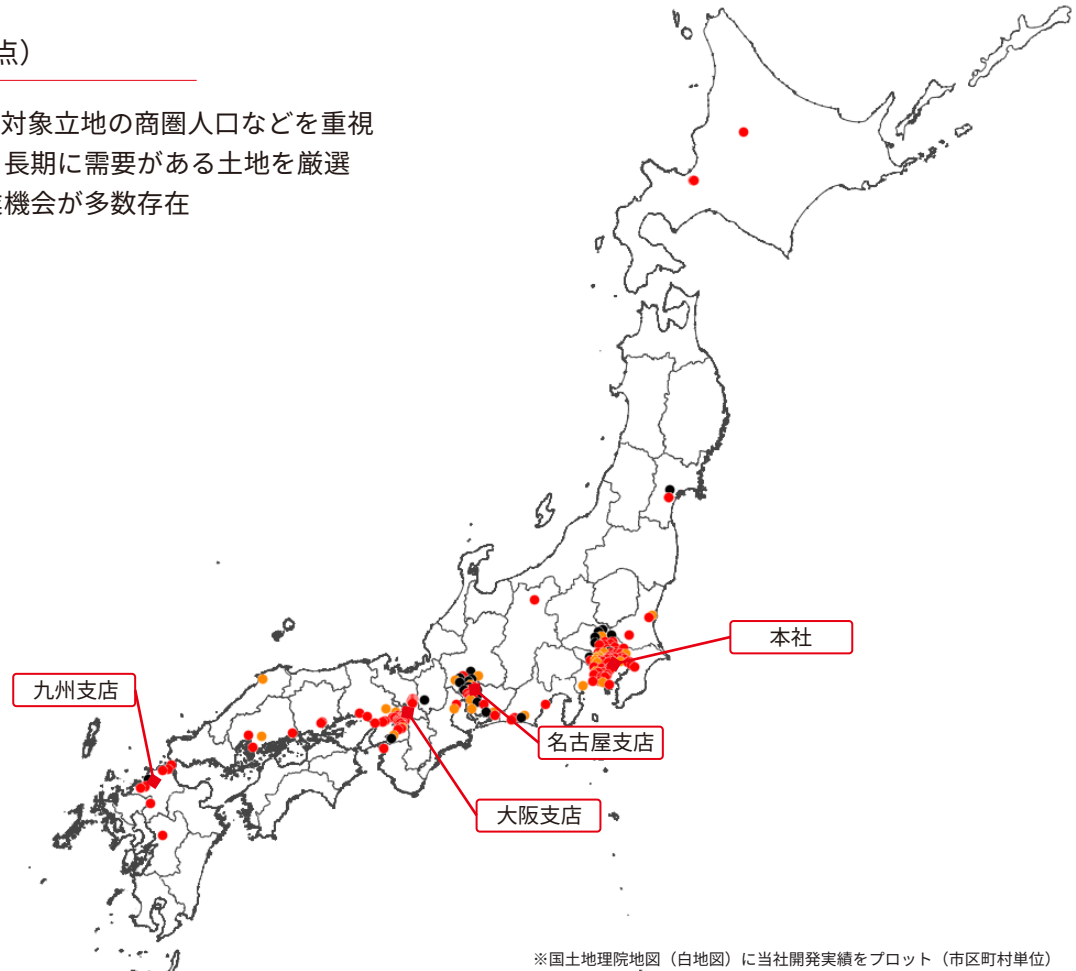 点）
対象立地の商圏人口などを重視
長期に需要がある土地を厳選
機会が多数存在
本社
九州支店
名古屋支店
大阪支店
※国土地理院地図（白地図）に当社開発実績をプロット（市区町村単位）